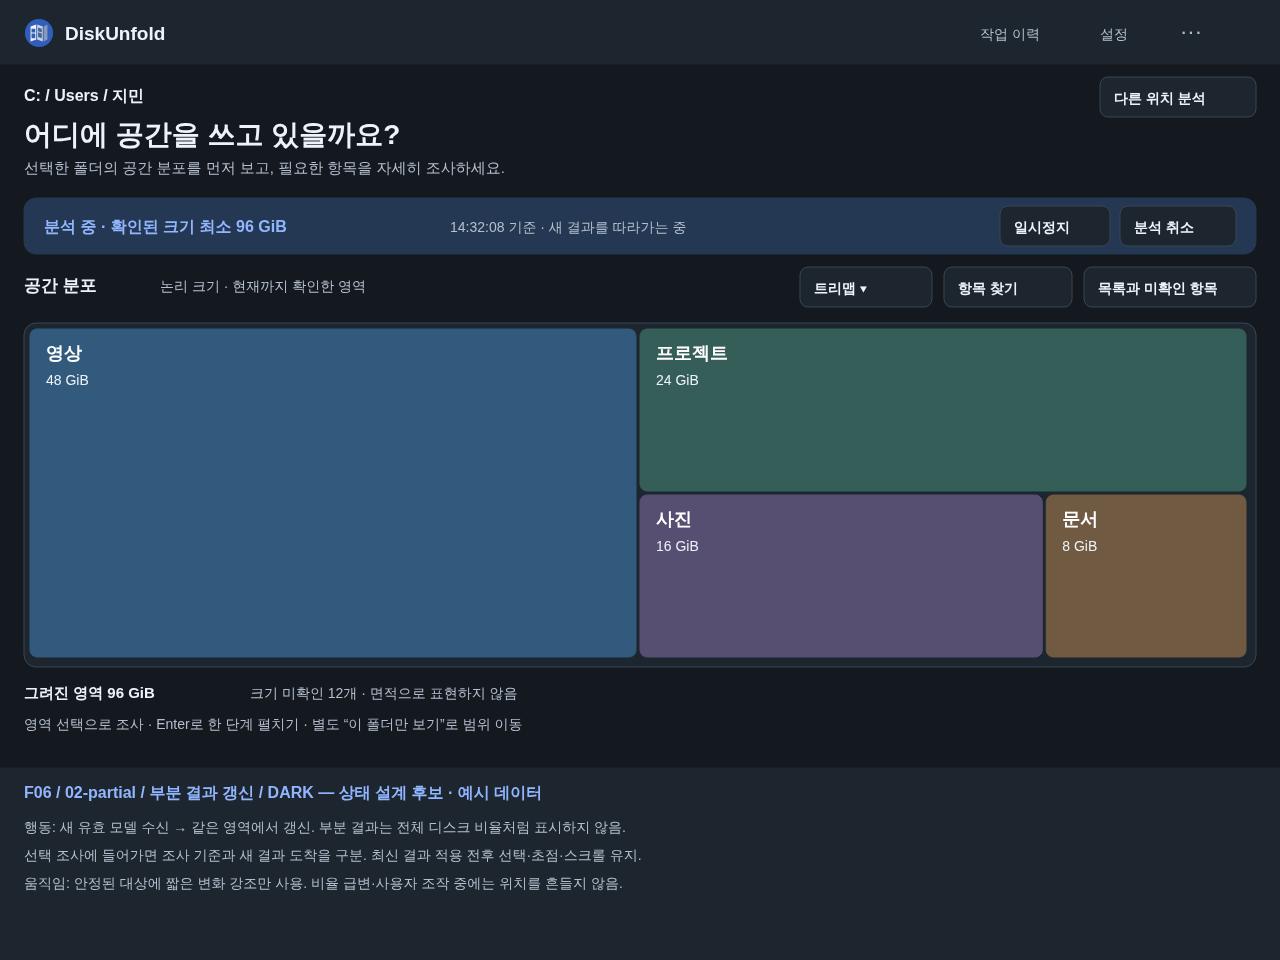 DiskUnfold
작업 이력
설정
···
C: / Users / 지민
다른 위치 분석
어디에 공간을 쓰고 있을까요?
선택한 폴더의 공간 분포를 먼저 보고, 필요한 항목을 자세히 조사하세요.
분석 중 · 확인된 크기 최소 96 GiB
14:32:08 기준 · 새 결과를 따라가는 중
일시정지
분석 취소
공간 분포
논리 크기 · 현재까지 확인한 영역
트리맵 ▾
항목 찾기
목록과 미확인 항목
영상
48 GiB
프로젝트
24 GiB
사진
16 GiB
문서
8 GiB
그려진 영역 96 GiB
크기 미확인 12개 · 면적으로 표현하지 않음
영역 선택으로 조사 · Enter로 한 단계 펼치기 · 별도 “이 폴더만 보기”로 범위 이동
F06 / 02-partial / 부분 결과 갱신 / DARK — 상태 설계 후보 · 예시 데이터
행동: 새 유효 모델 수신 → 같은 영역에서 갱신. 부분 결과는 전체 디스크 비율처럼 표시하지 않음.
선택 조사에 들어가면 조사 기준과 새 결과 도착을 구분. 최신 결과 적용 전후 선택·초점·스크롤 유지.
움직임: 안정된 대상에 짧은 변화 강조만 사용. 비율 급변·사용자 조작 중에는 위치를 흔들지 않음.